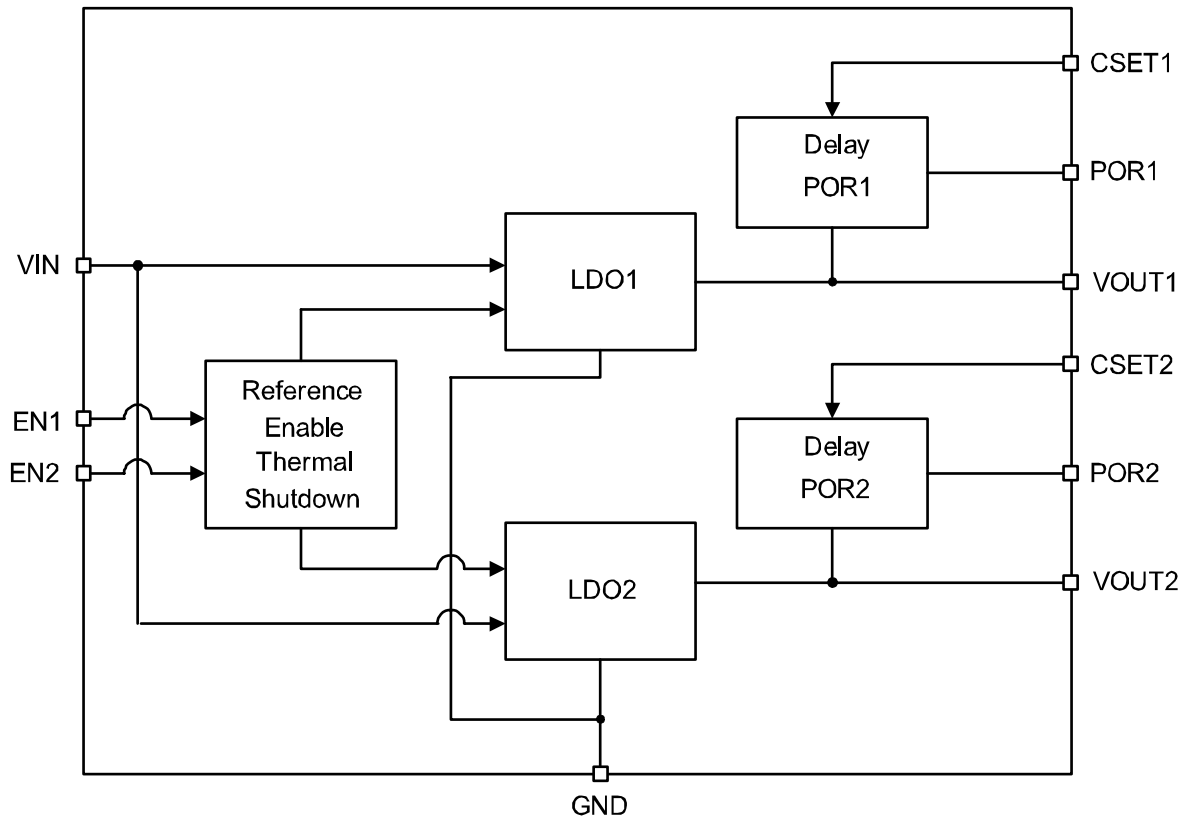 CSET1
Delay
POR1
POR1
VIN
LDO1
VOUT1
CSET2
Reference
Enable
Thermal
Shutdown
EN1
EN2
Delay
POR2
POR2
LDO2
VOUT2
GND